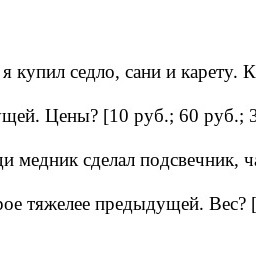 я купил седло, сани и карету. К
ущей. Цены? [10 руб.; 60 руб.; 3
ди медник сделал подсвечник, ча
рое тяжелее предыдущей. Вес? [